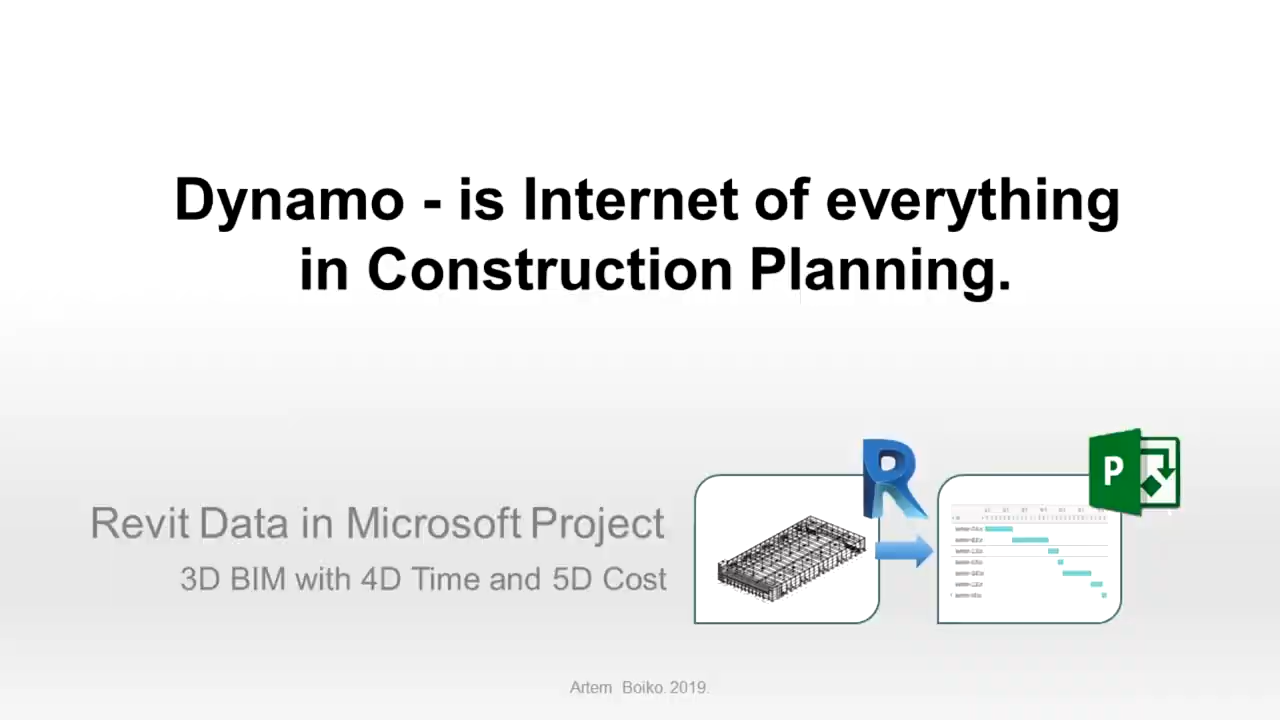 Dynamo - is Internet of everything
in Construction Planning.
R
P
Revit Data in Microsoft Project
3D BIM with 4D Time and 5D Cost
Artem Boiko. 2019.